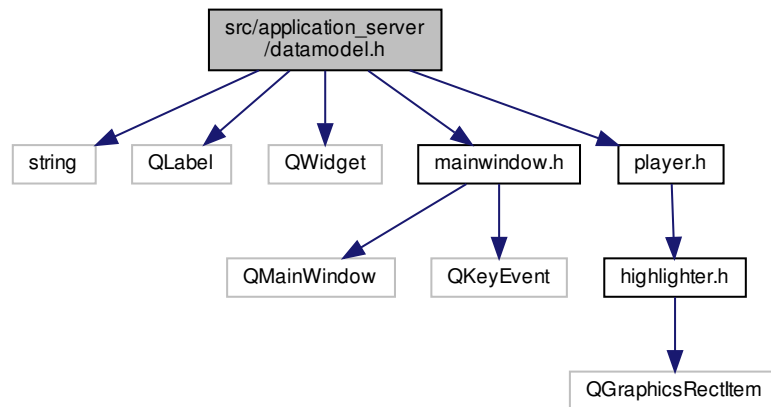 src/application_server
/datamodel.h
string
QLabel
QWidget
mainwindow.h
player.h
QMainWindow
QKeyEvent
highlighter.h
QGraphicsRectItem